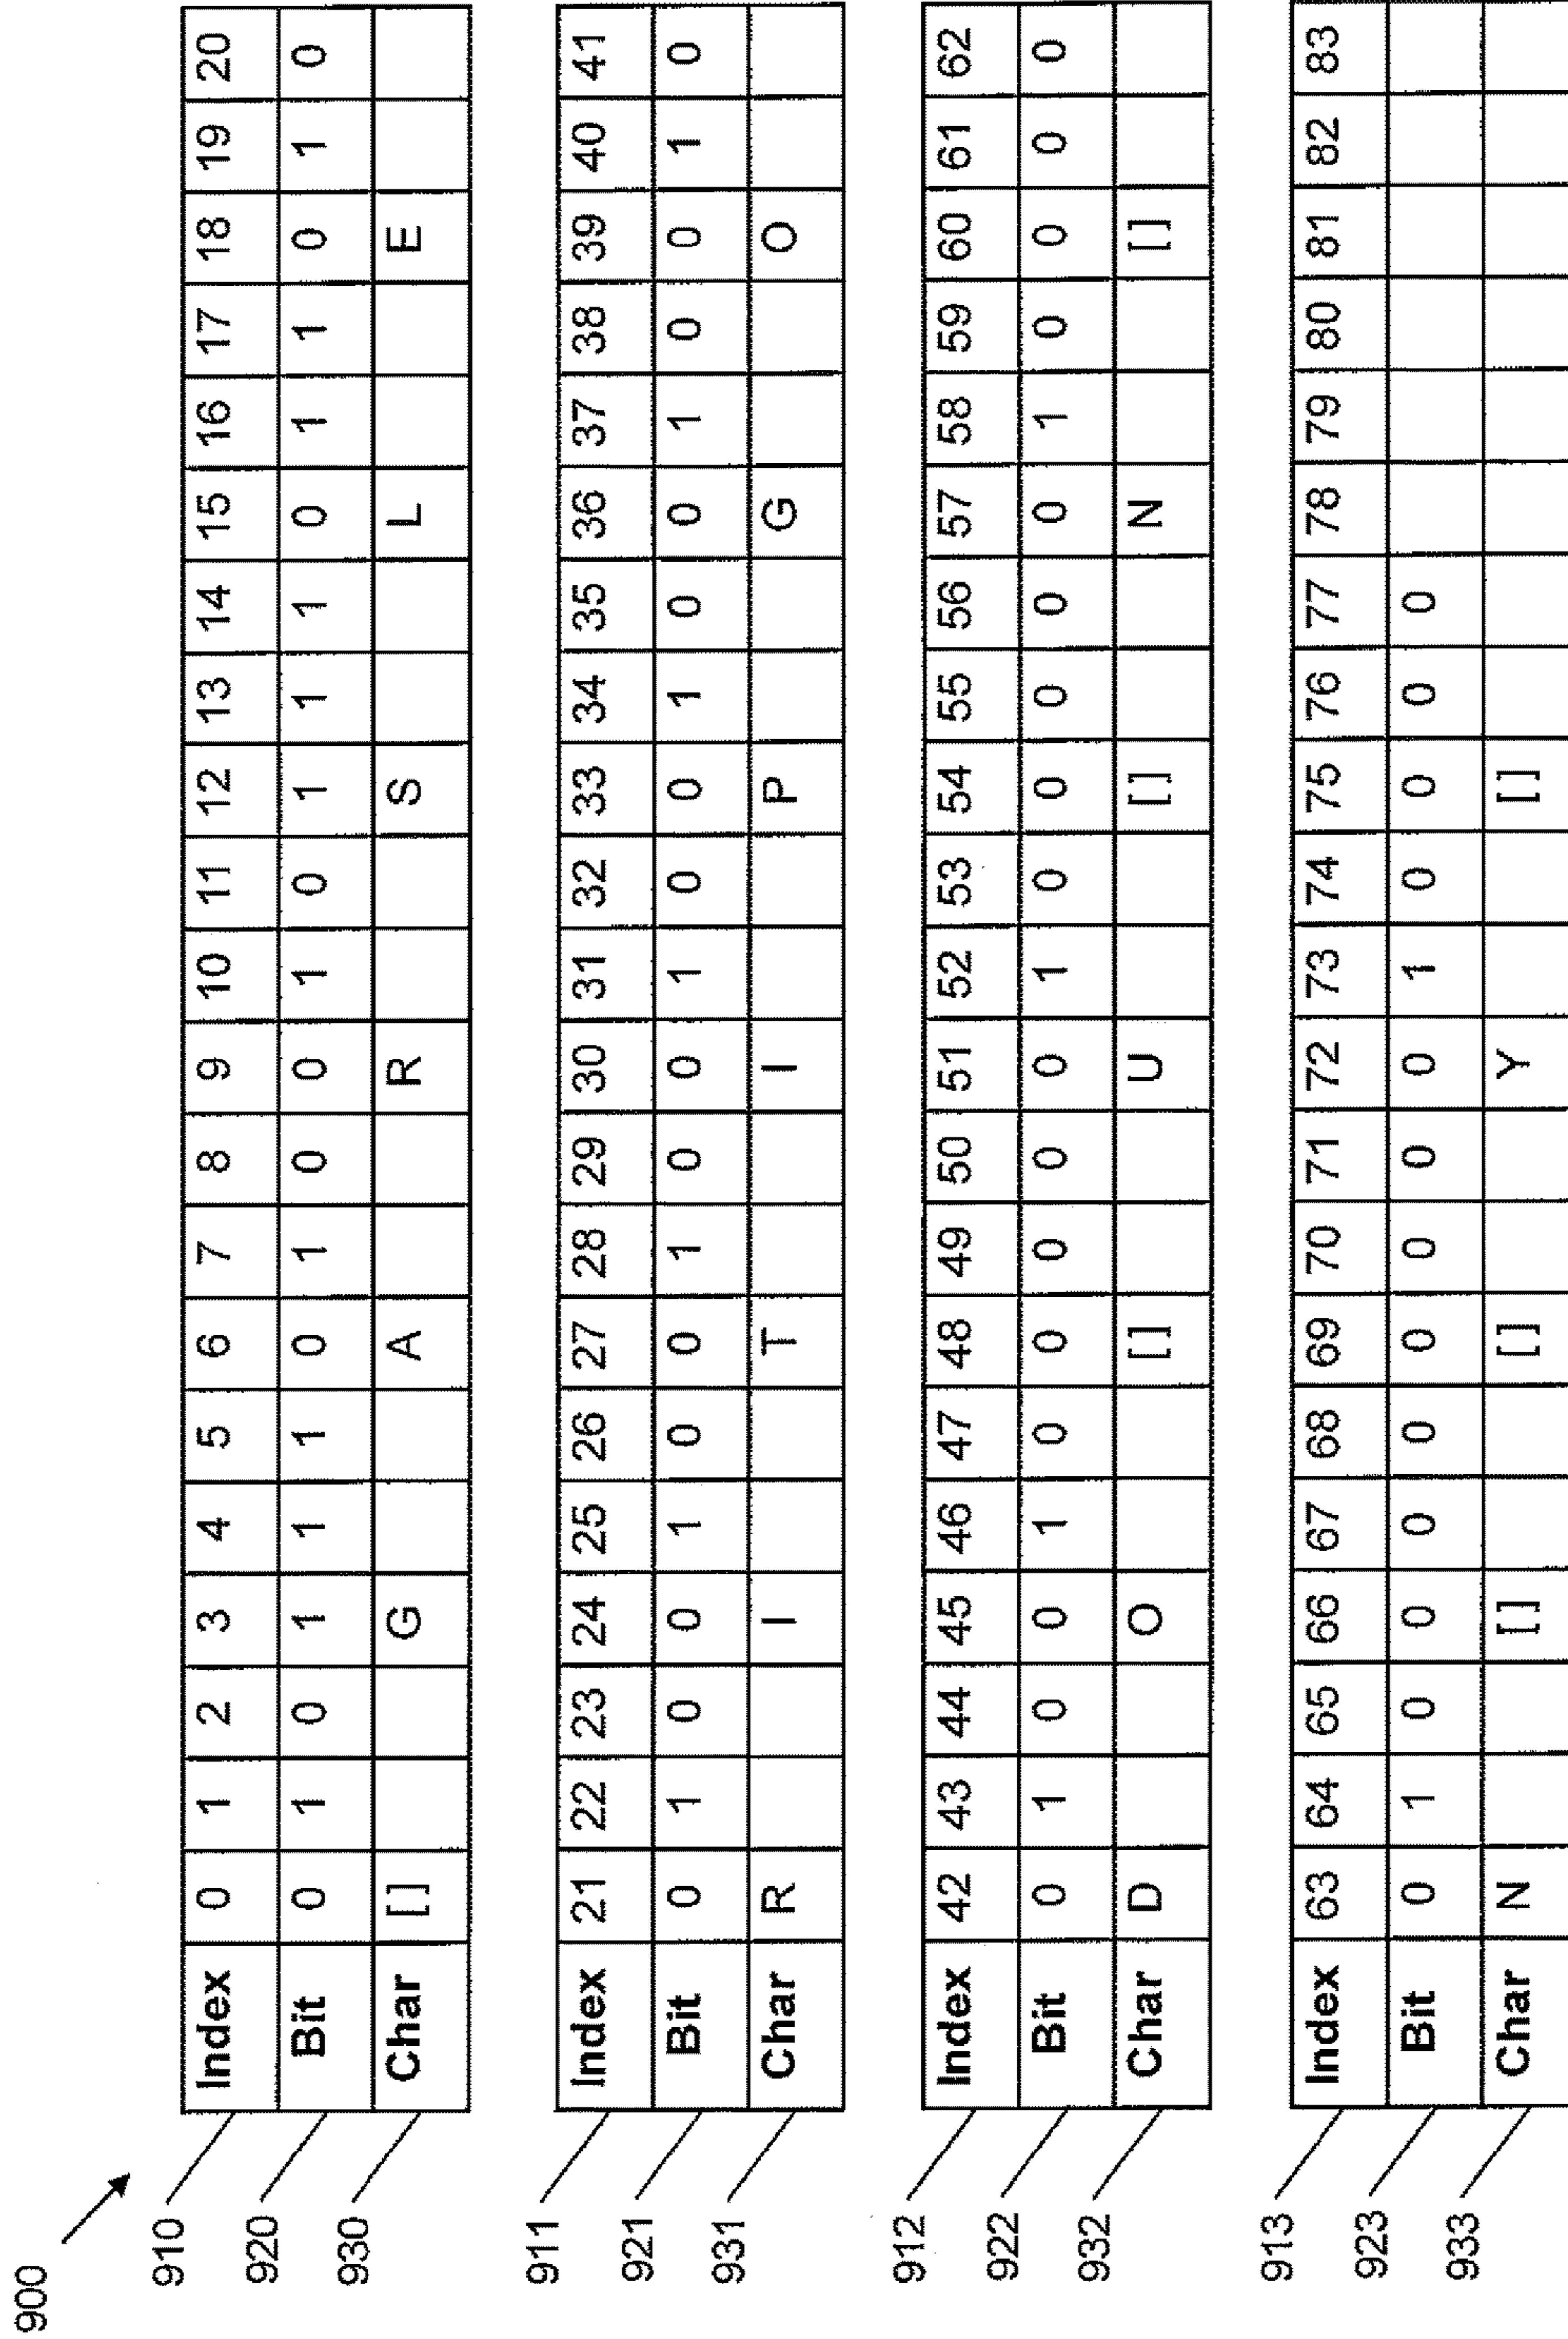 900
910 Index 0 1 2 3 4 5 6 7 8 9 10 11 12 13 14 15 16 17 18 19 20
920 Bit 0 1 0 1 1 1 0 1 0 0 1 0 1 1 1 0 1 1 0 1 0
930 Char [] G A R S L E
911 Index 21 22 23 24 25 26 27 28 29 30 31 32 33 34 35 36 37 38 39 40 41
921 Bit 0 1 0 0 1 0 0 1 0 0 1 0 0 1 0 0 1 0 0 1 0
931 Char R I T I P G O
912 Index 42 43 44 45 46 47 48 49 50 51 52 53 54 55 56 57 58 59 60 61 62
922 Bit 0 1 0 0 1 0 0 0 0 0 1 0 0 0 0 0 1 0 0 0 0
932 Char D O [] U [] N []
913 Index 63 64 65 66 67 68 69 70 71 72 73 74 75 76 77 78 79 80 81 82 83
923 Bit 0 1 0 0 0 0 0 0 0 0 1 0 0 0 0
933 Char N [] [] Y []